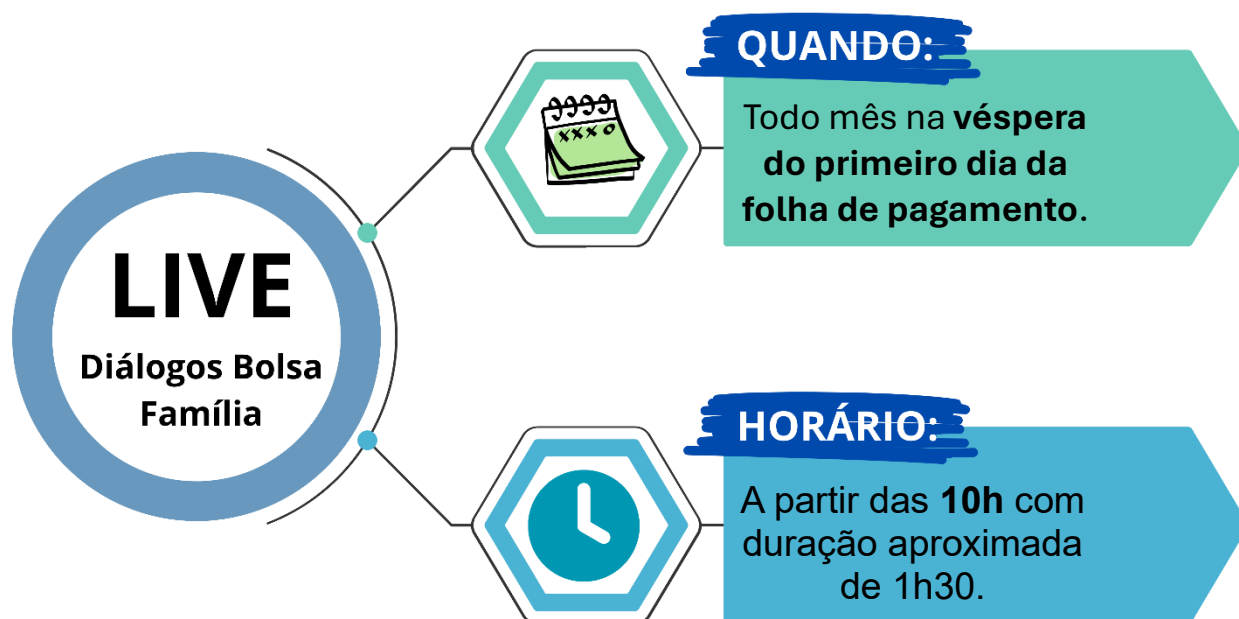 LIVE
Diálogos Bolsa
Família
QUANDO:
Todo mês na véspera
do primeiro dia da
folha de pagamento.
HORÁRIO:
A partir das 10h com
duração aproximada
de 1h30.